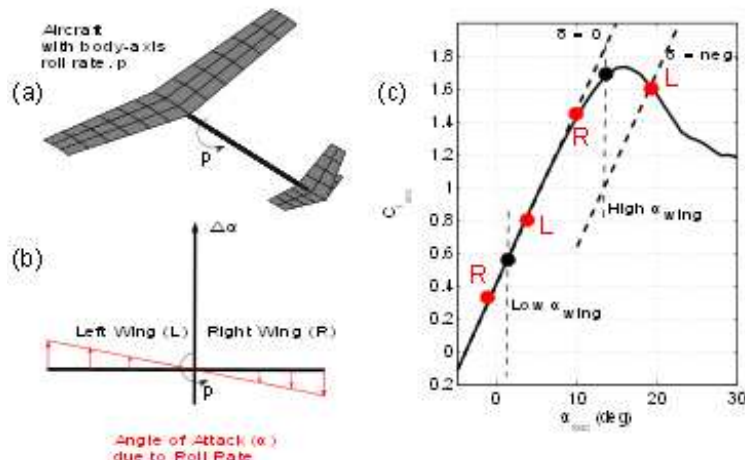 Aircraft
with body-axis
roll rate, p
(a)
p
(b)
Δα
Left Wing (L)
Right Wing (R)
p
Angle of Attack (α)
due to Roll Rate
(c)
δ = 0
δ = neg
1.8
1.6
1.4
1.2
1
0.8
0.6
0.4
0.2
0
0.2
R
L
R
L
High α wing
Low α wing
0
10
20
30
(deg)